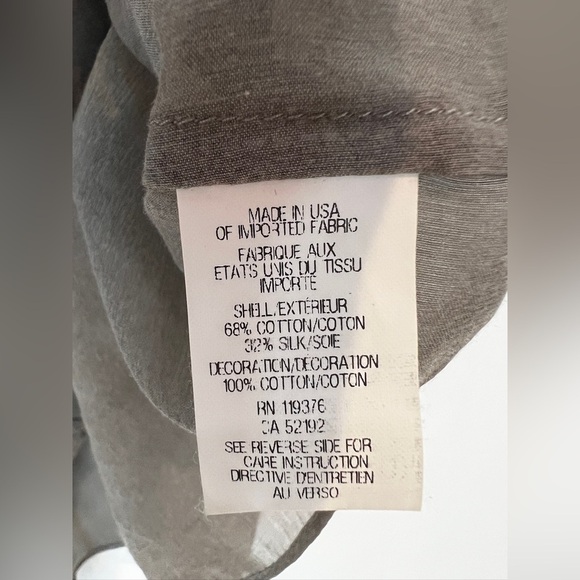 MADE IN USA
OF IMPORTED FABRIC
FABRIQUE AUX
ETATS UNIS DU TISSU
IMPORTE
SHELL/EXTÉRIEUR
68% COTTON/COTON
32% SILK/SOIE
DECORATION/DECORATION
100% COTTON/COTON
RN 119376
CA 52192
SEE REVERSE SIDE FOR
CARE INSTRUCTION
DIRECTIVE D'ENTRETIEN
AU VERSO